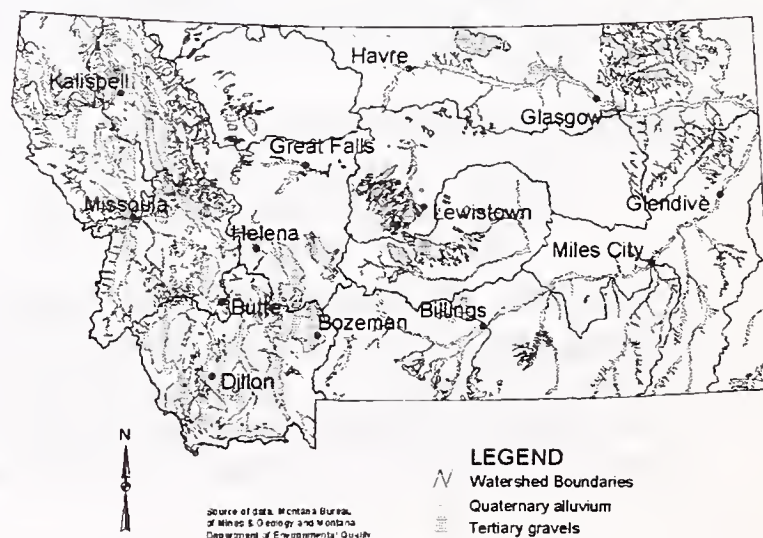 Havre
Kalispell
Glasgow
Great Falls
Missoula
Lewistown
Glendive
Helena
Miles City
Butte
Billings
Bozeman
Dillon
N
LEGEND
Watershed Boundaries
Quaternary alluvium
Tertiary gravels
Source of data, Montana Bureau
of Mines & Geology and Montana
Department of Environmental Quality